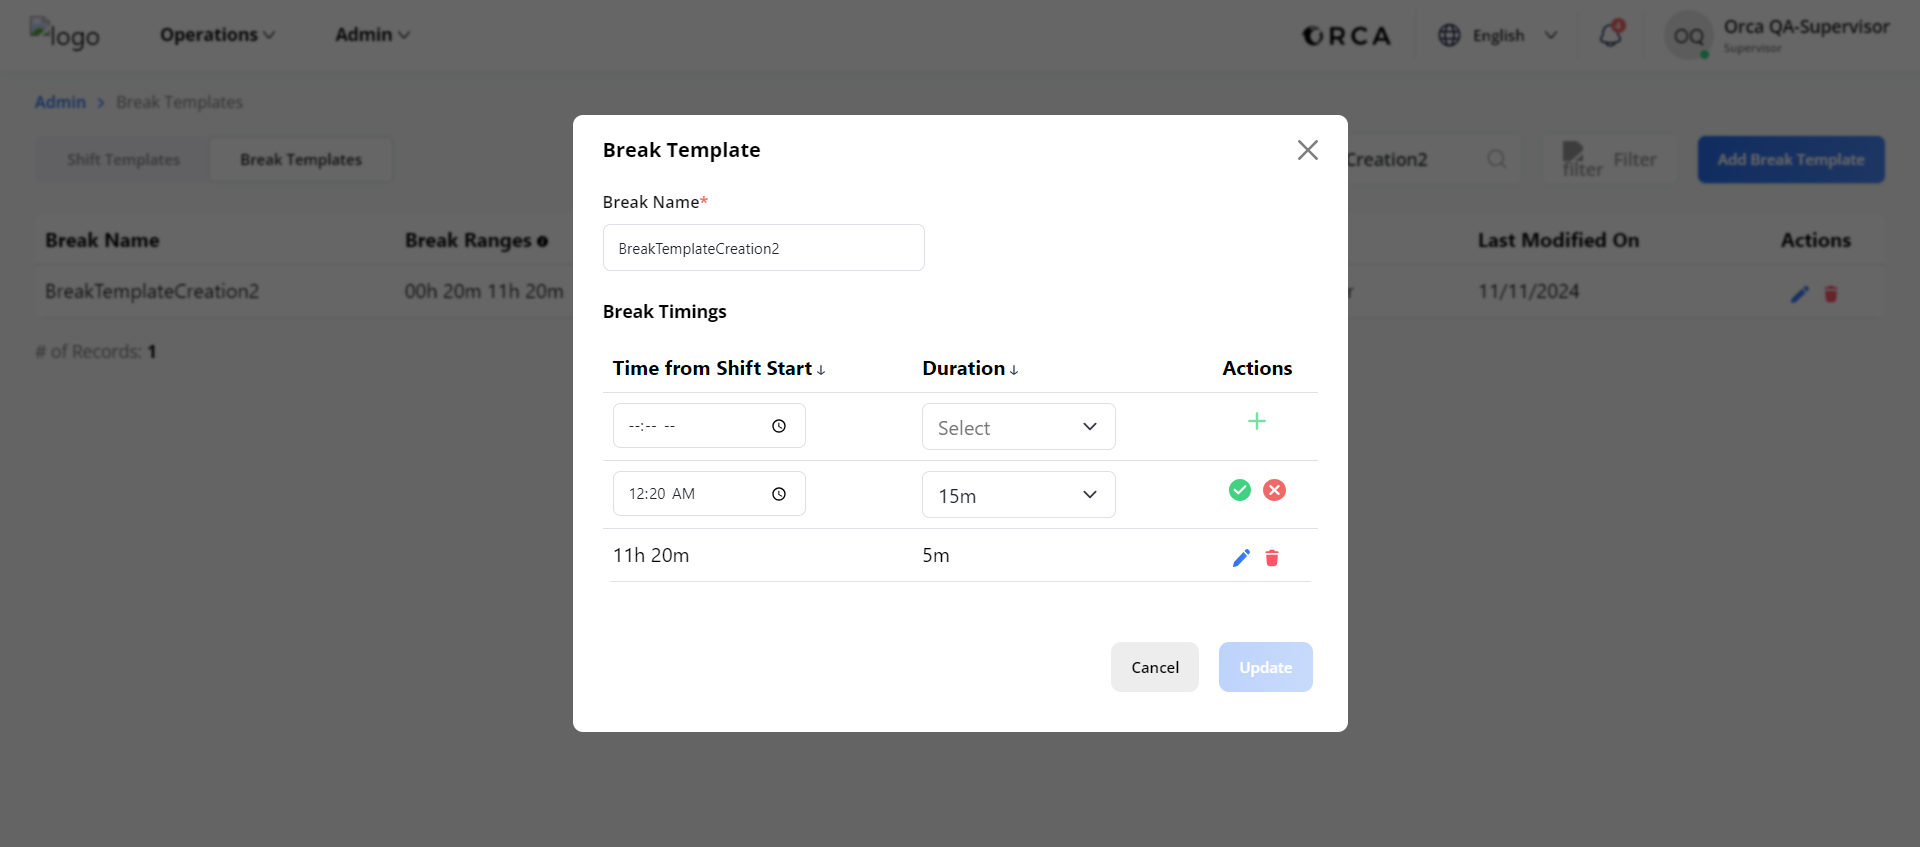 logo
Operations
Admin
ORCA
English
4
OQ
Orca QA-Supervisor
Supervisor
Admin > Break Templates
Shift Templates
Break Templates
Creation2
filter
Filter
Add Break Template
Break Name
Break Ranges
Last Modified On
Actions
BreakTemplateCreation2
00h 20m 11h 20m
r
11/11/2024
# of Records: 1
Break Template
Break Name*
BreakTemplateCreation2
Break Timings
Time from Shift Start ↓
Duration ↓
Actions
--:-- --
Select
12:20 AM
15m
11h 20m
5m
Cancel
Update